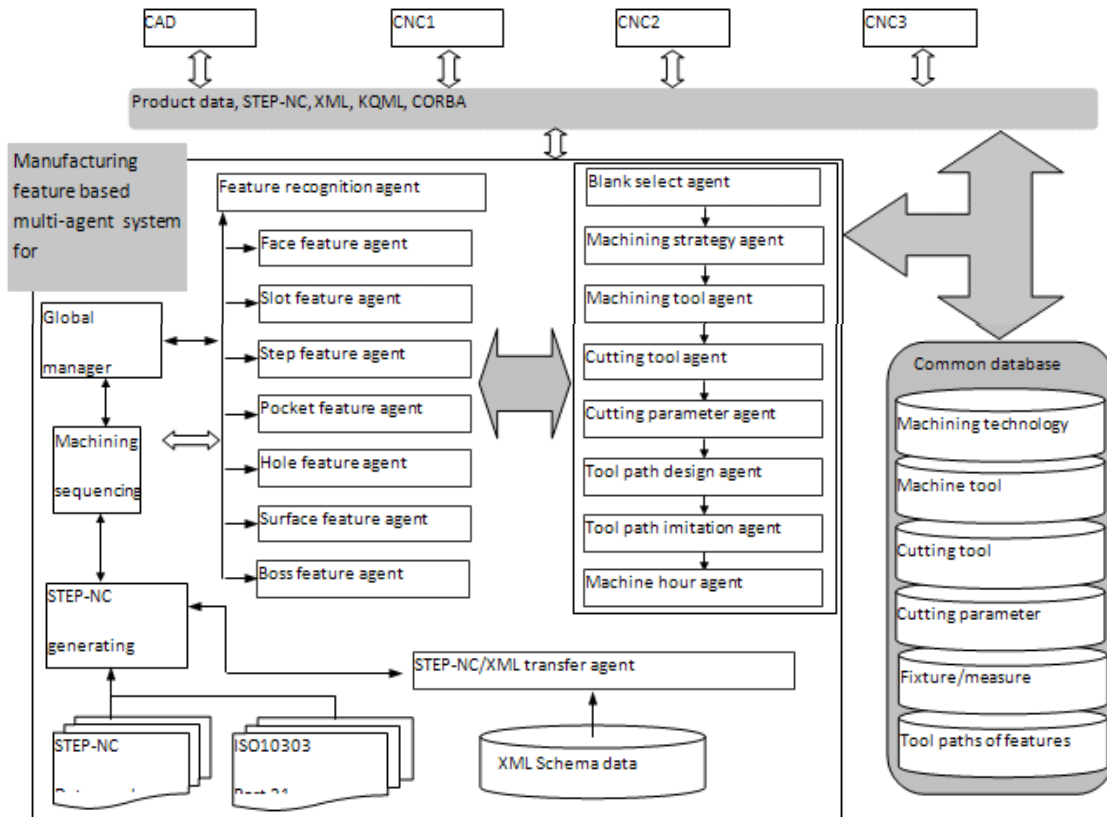 CAD
CNC1
CNC2
CNC3
Product data, STEP-NC, XML, KQML, CORBA
Manufacturing
feature based
multi-agent system
for
Feature recognition agent
Face feature agent
Slot feature agent
Step feature agent
Pocket feature agent
Hole feature agent
Surface feature agent
Boss feature agent
Blank select agent
Machining strategy agent
Machining tool agent
Cutting tool agent
Cutting parameter agent
Tool path design agent
Tool path imitation agent
Machine hour agent
Global
manager
Machining
sequencing
STEP-NC
generating
STEP-NC/XML transfer agent
STEP-NC
ISO10303
XML Schema data
Common database
Machining technology
Machine tool
Cutting tool
Cutting parameter
Fixture/measure
Tool paths of features